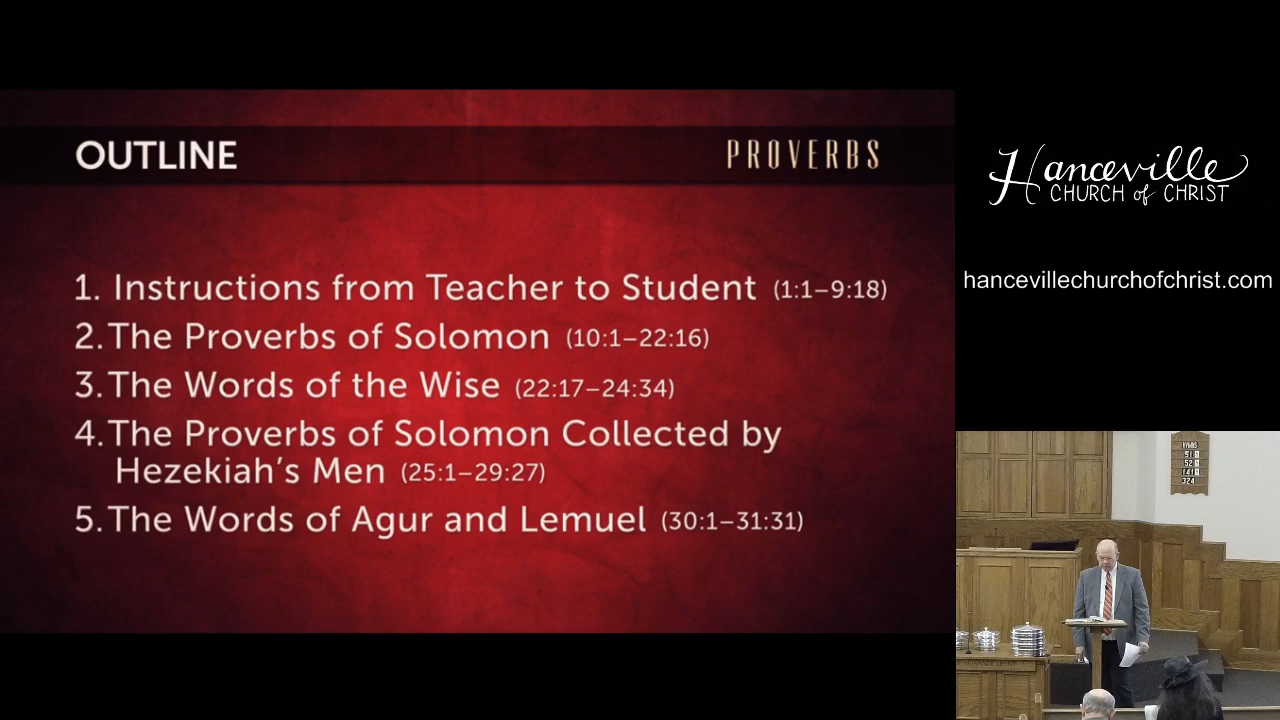 OUTLINE
PROVERBS
1. Instructions from Teacher to Student (1:1–9:18)
2. The Proverbs of Solomon (10:1–22:16)
3. The Words of the Wise (22:17–24:34)
4. The Proverbs of Solomon Collected by
Hezekiah's Men (25:1–29:27)
5. The Words of Agur and Lemuel (30:1–31:31)
Hanceville
CHURCH of CHRIST
hancevillechurchofchrist.com
HYMNS
324